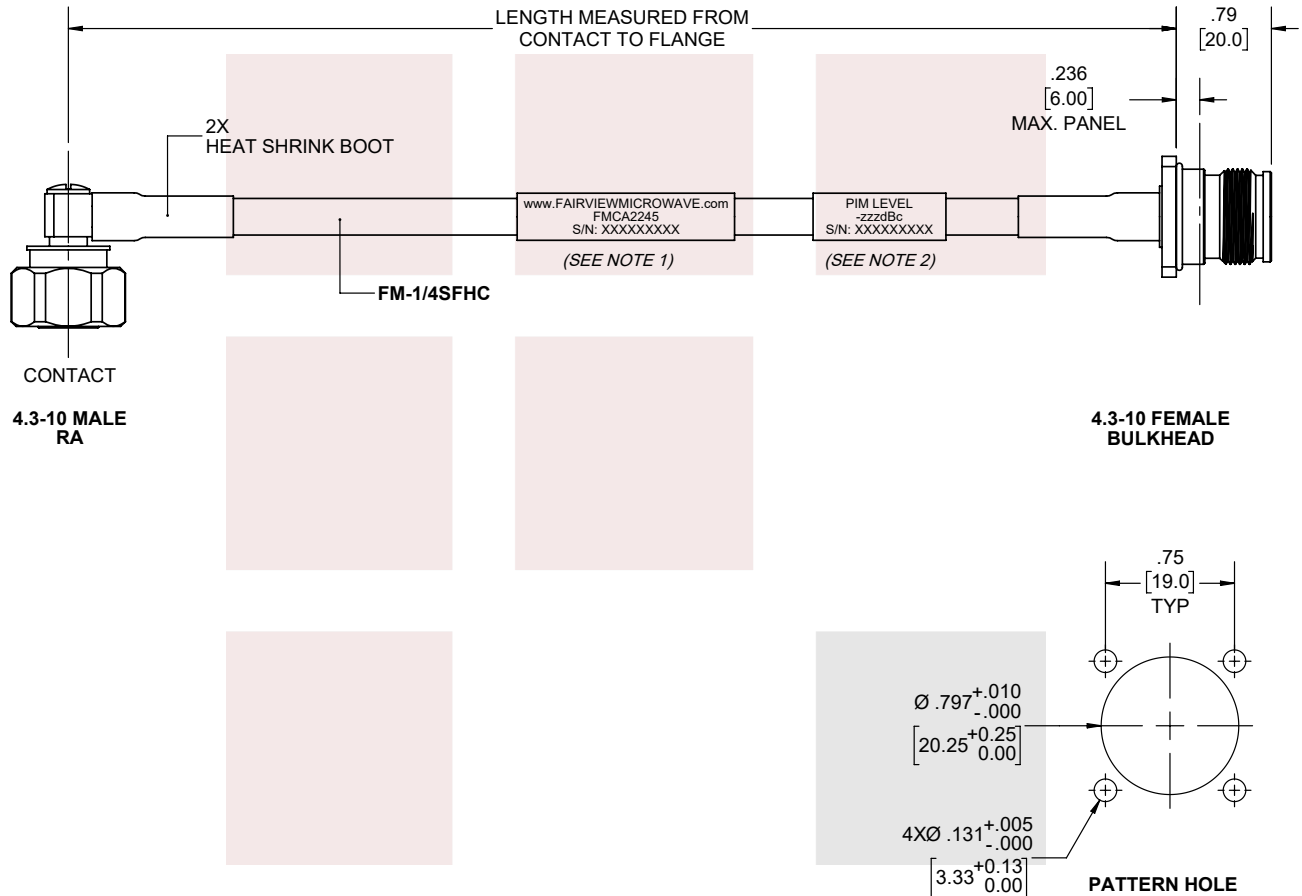 LENGTH MEASURED FROM
CONTACT TO FLANGE
.79
[20.0]
.236
[6.00]
MAX. PANEL
2X
HEAT SHRINK BOOT
www.FAIRVIEWMICROWAVE.com
FMCA2245
S/N: XXXXXXXXX
PIM LEVEL
-zzzdBc
S/N: XXXXXXXXX
(SEE NOTE 1)
(SEE NOTE 2)
FM-1/4SFHC
CONTACT
4.3-10 MALE
RA
4.3-10 FEMALE
BULKHEAD
.75
[19.0]
TYP
Ø .797 +.010
-.000
[20.25 +0.25
0.00]
4XØ .131 +.005
-.000
[3.33 +0.13
0.00]
PATTERN HOLE